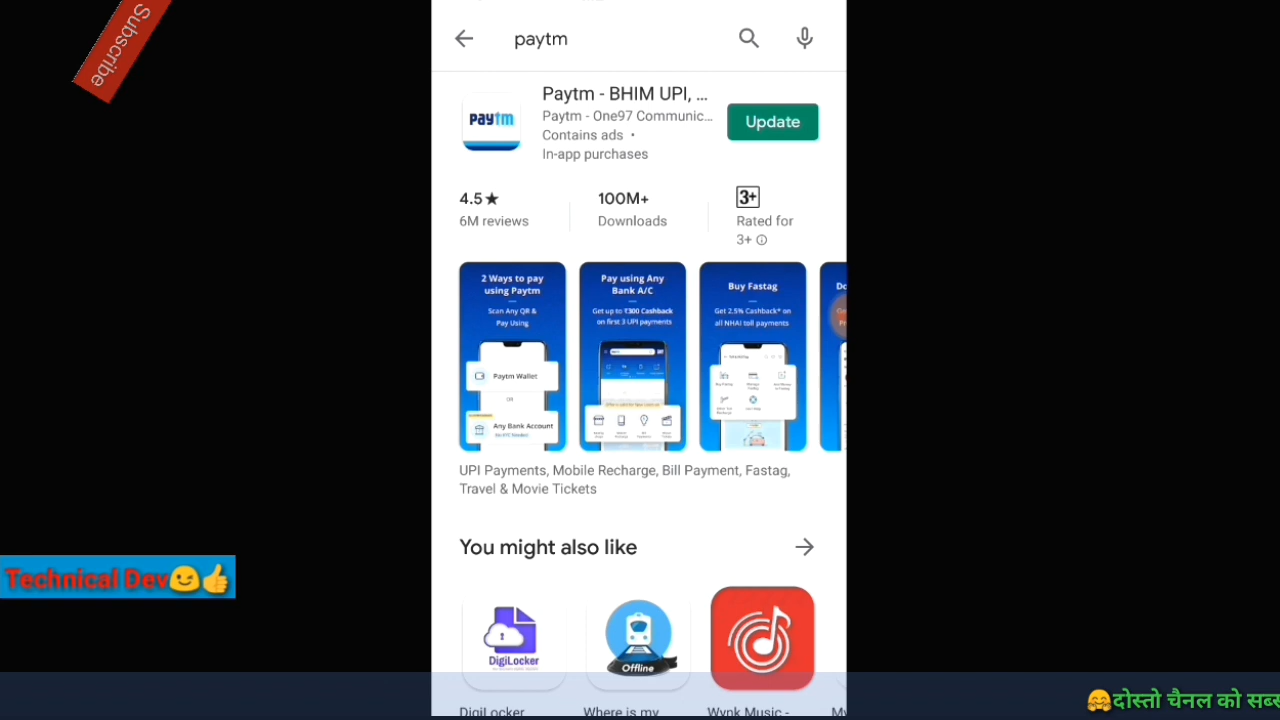 Subscribe
paytm
Paytm - BHIM UPI, ...
Paytm - One97 Communic...
Contains ads •
In-app purchases
Update
paytm
4.5★
6M reviews
100M+
Downloads
3+
Rated for
3+
2 Ways to pay
using Paytm
Scan Any QR &
Pay Using
Paytm Wallet
OR
Any Bank Account
Pay using Any
Bank A/C
Get up to ₹300 Cashback
on first 3 UPI payments
Buy Fastag
Get 2.5% Cashback* on
all NHAI toll payments
UPI Payments, Mobile Recharge, Bill Payment, Fastag,
Travel & Movie Tickets
You might also like
Technical Dev😉👍
DigiLocker
Offline
DigiLocker
Where is my
Wynk Music -
🤗दोस्तो चैनल को सब्स